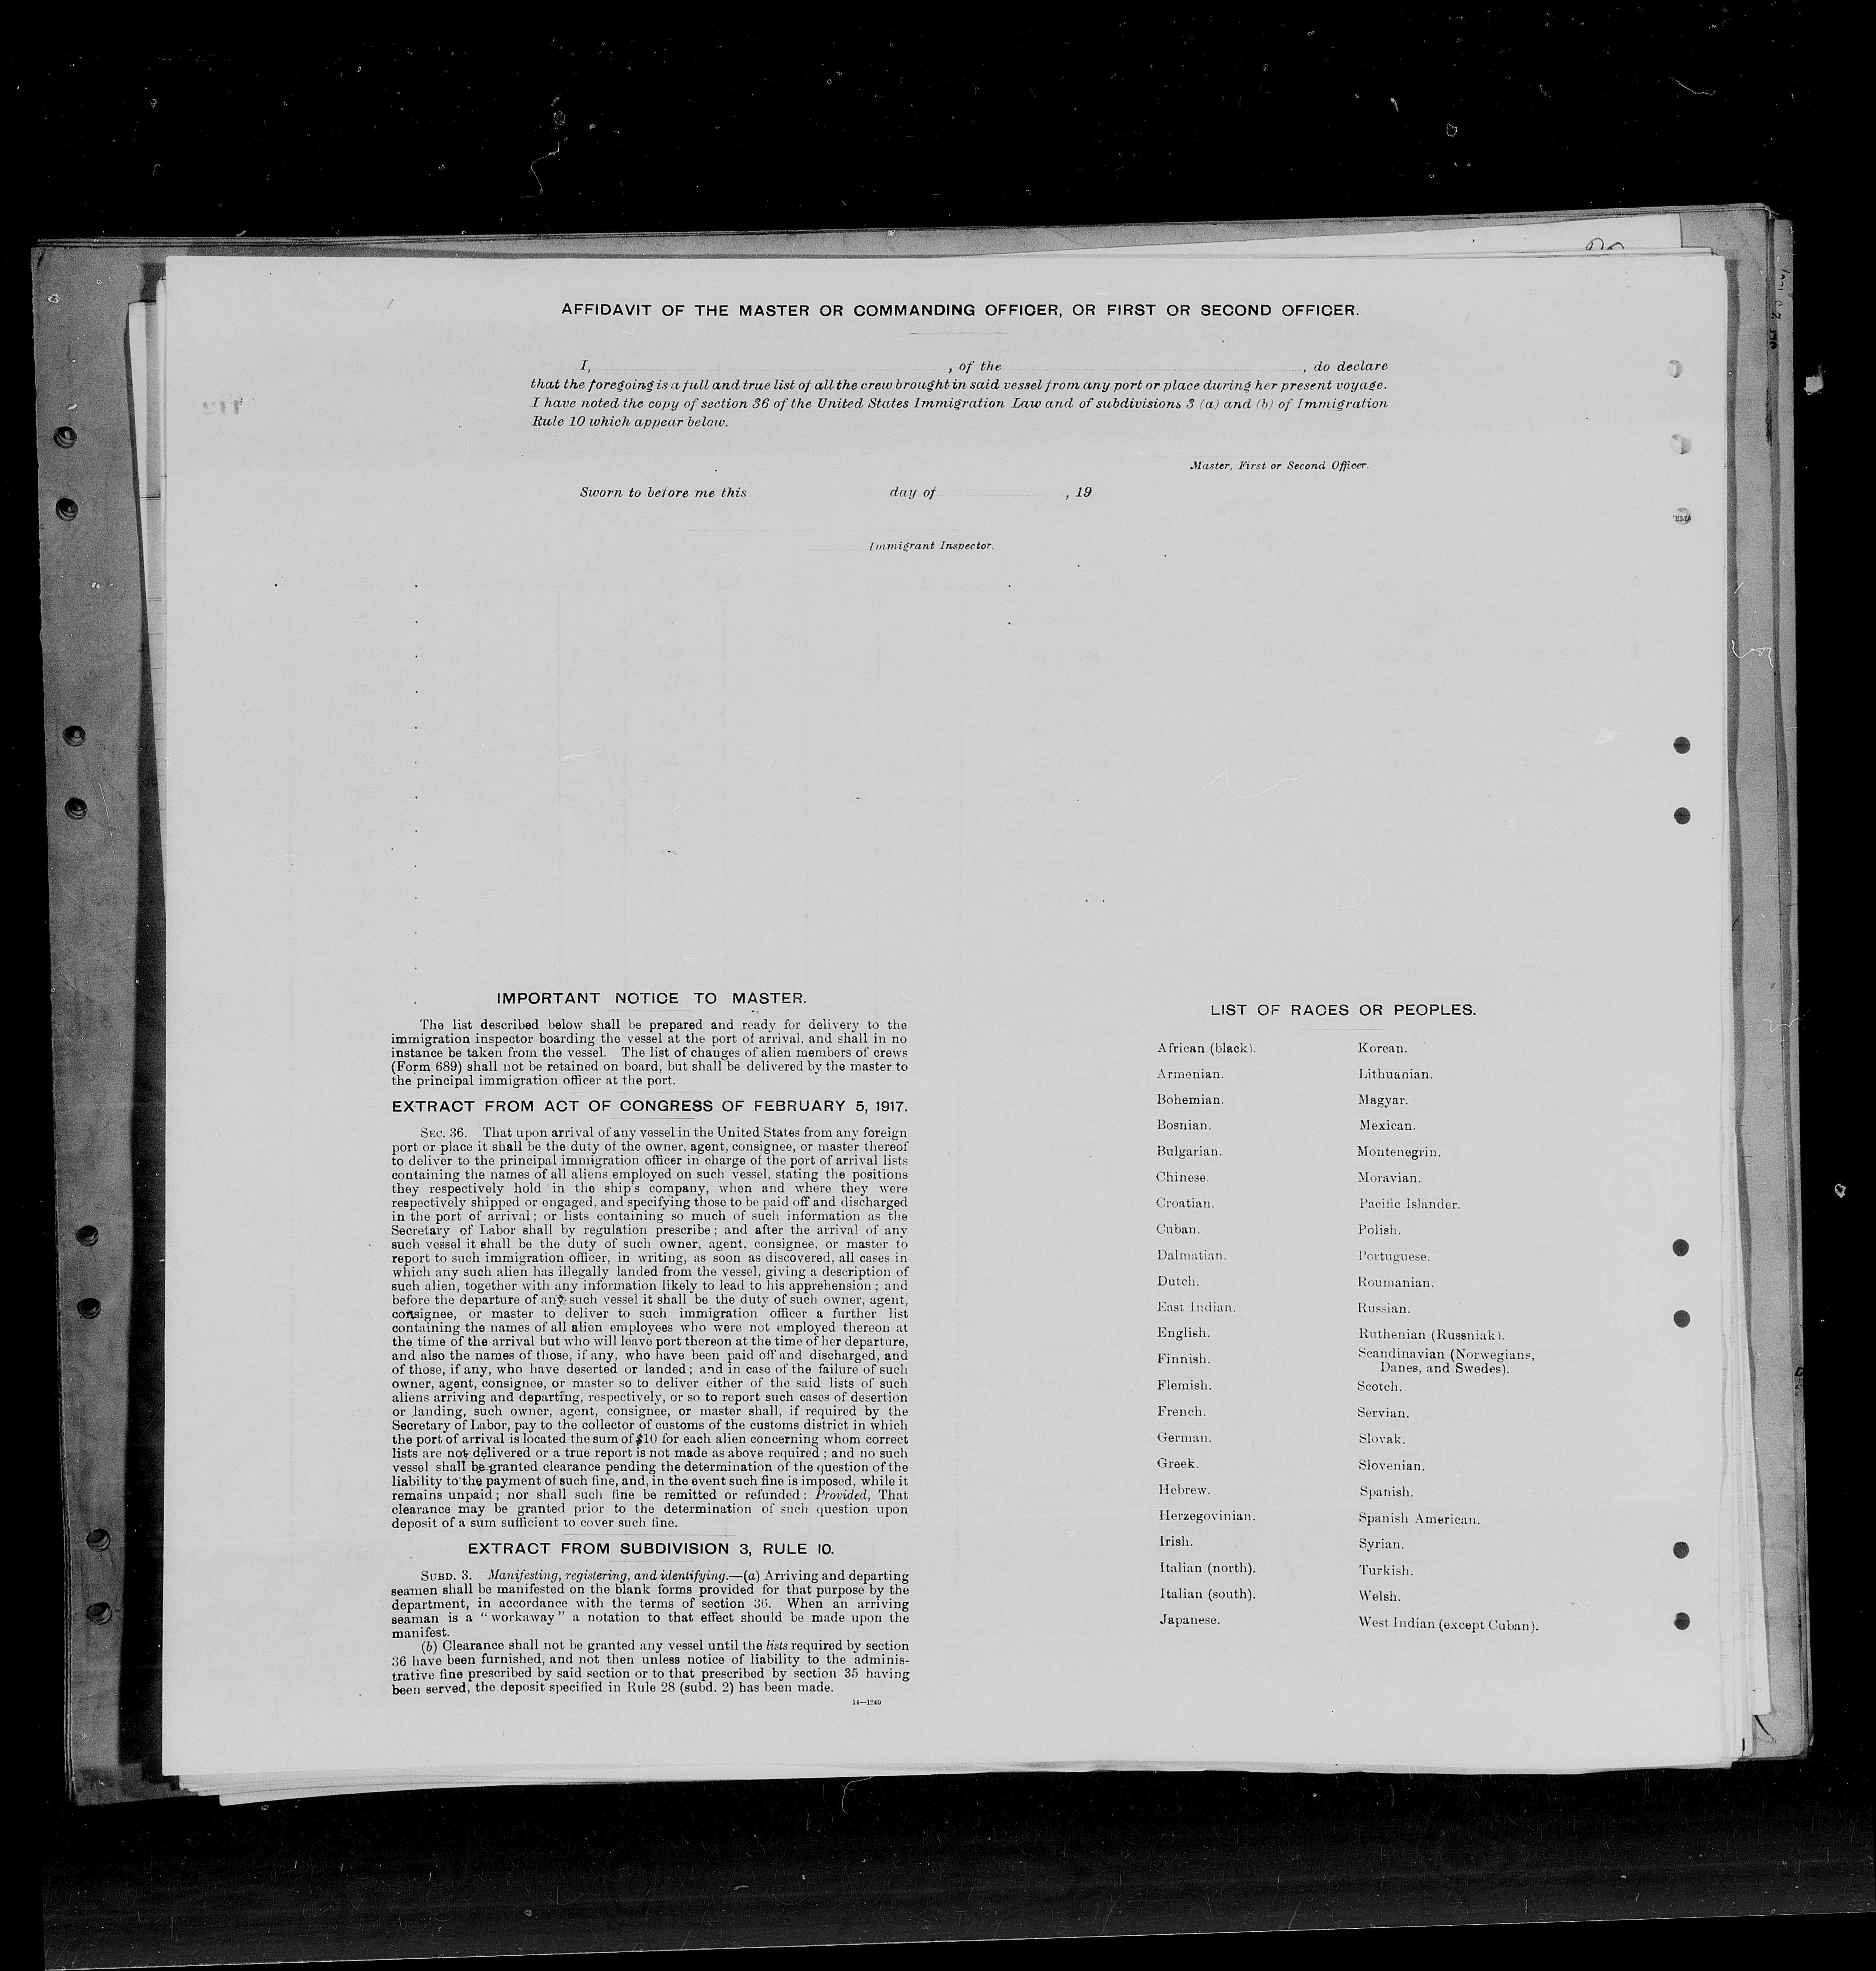 AFFIDAVIT OF THE MASTER OR COMMANDING OFFICER, OR FIRST OR SECOND OFFICER.
I, , of the , do declare
that the foregoing is a full and true list of all the crew brought in said vessel from any port or place during her present voyage.
I have noted the copy of section 36 of the United States Immigration Law and of subdivisions 3 (a) and (b) of Immigration
Rule 10 which appear below.
Master, First or Second Officer.
Sworn to before me this day of , 19
Immigrant Inspector.
IMPORTANT NOTICE TO MASTER.
The list described below shall be prepared and ready for delivery to the
immigration inspector boarding the vessel at the port of arrival, and shall in no
instance be taken from the vessel. The list of changes of alien members of crews
(Form 689) shall not be retained on board, but shall be delivered by the master to
the principal immigration officer at the port.
EXTRACT FROM ACT OF CONGRESS OF FEBRUARY 5, 1917.
SEC. 36. That upon arrival of any vessel in the United States from any foreign
port or place it shall be the duty of the owner, agent, consignee, or master thereof
to deliver to the principal immigration officer in charge of the port of arrival lists
containing the names of all aliens employed on such vessel, stating the positions
they respectively hold in the ship's company, when and where they were
respectively shipped or engaged, and specifying those to be paid off and discharged
in the port of arrival; or lists containing so much of such information as the
Secretary of Labor shall by regulation prescribe; and after the arrival of any
such vessel it shall be the duty of such owner, agent, consignee, or master to
report to such immigration officer, in writing, as soon as discovered, all cases in
which any such alien has illegally landed from the vessel, giving a description of
such alien, together with any information likely to lead to his apprehension; and
before the departure of any such vessel it shall be the duty of such owner, agent,
consignee, or master to deliver to such immigration officer a further list
containing the names of all alien employees who were not employed thereon at
the time of the arrival but who will leave port thereon at the time of her departure,
and also the names of those, if any, who have been paid off and discharged, and
of those, if any, who have deserted or landed; and in case of the failure of such
owner, agent, consignee, or master so to deliver either of the said lists of such
aliens arriving and departing, respectively, or so to report such cases of desertion
or landing, such owner, agent, consignee, or master shall, if required by the
Secretary of Labor, pay to the collector of customs of the customs district in which
the port of arrival is located the sum of $10 for each alien concerning whom correct
lists are not delivered or a true report is not made as above required; and no such
vessel shall be granted clearance pending the determination of the question of the
liability to the payment of such fine, and, in the event such fine is imposed, while it
remains unpaid; nor shall such fine be remitted or refunded: Provided, That
clearance may be granted prior to the determination of such question upon
deposit of a sum sufficient to cover such fine.
EXTRACT FROM SUBDIVISION 3, RULE 10.
SUBD. 3. Manifesting, registering, and identifying.—(a) Arriving and departing
seamen shall be manifested on the blank forms provided for that purpose by the
department, in accordance with the terms of section 36. When an arriving
seaman is a "workaway" a notation to that effect should be made upon the
manifest.
(b) Clearance shall not be granted any vessel until the lists required by section
36 have been furnished, and not then unless notice of liability to the adminis-
trative fine prescribed by said section or to that prescribed by section 35 having
been served, the deposit specified in Rule 28 (subd. 2) has been made.
14—1240
LIST OF RACES OR PEOPLES.
African (black).
Armenian.
Bohemian.
Bosnian.
Bulgarian.
Chinese.
Croatian.
Cuban.
Dalmatian.
Dutch.
East Indian.
English.
Finnish.
Flemish.
French.
German.
Greek.
Hebrew.
Herzegovinian.
Irish.
Italian (north).
Italian (south).
Japanese.
Korean.
Lithuanian.
Magyar.
Mexican.
Montenegrin.
Moravian.
Pacific Islander.
Polish.
Portuguese.
Roumanian.
Russian.
Ruthenian (Russniak).
Scandinavian (Norwegians,
Danes, and Swedes).
Scotch.
Servian.
Slovak.
Slovenian.
Spanish.
Spanish American.
Syrian.
Turkish.
Welsh.
West Indian (except Cuban).